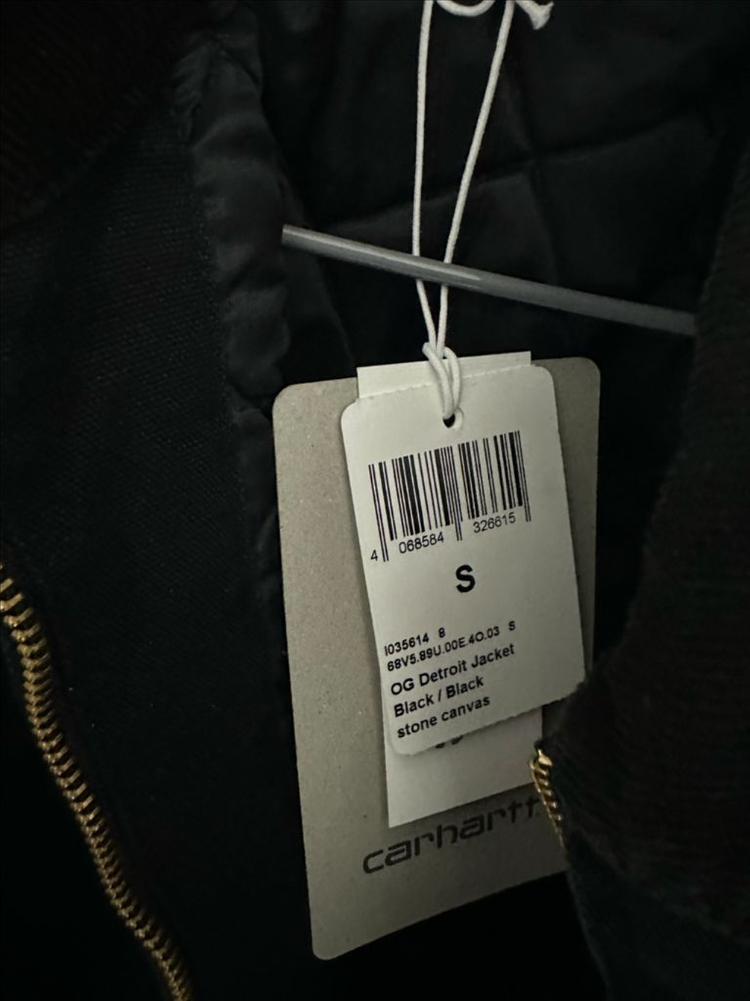 4 068584 326615
S
I035614 8
68V5.89U.00E.4O.03 S
OG Detroit Jacket
Black / Black
stone canvas
carhartt